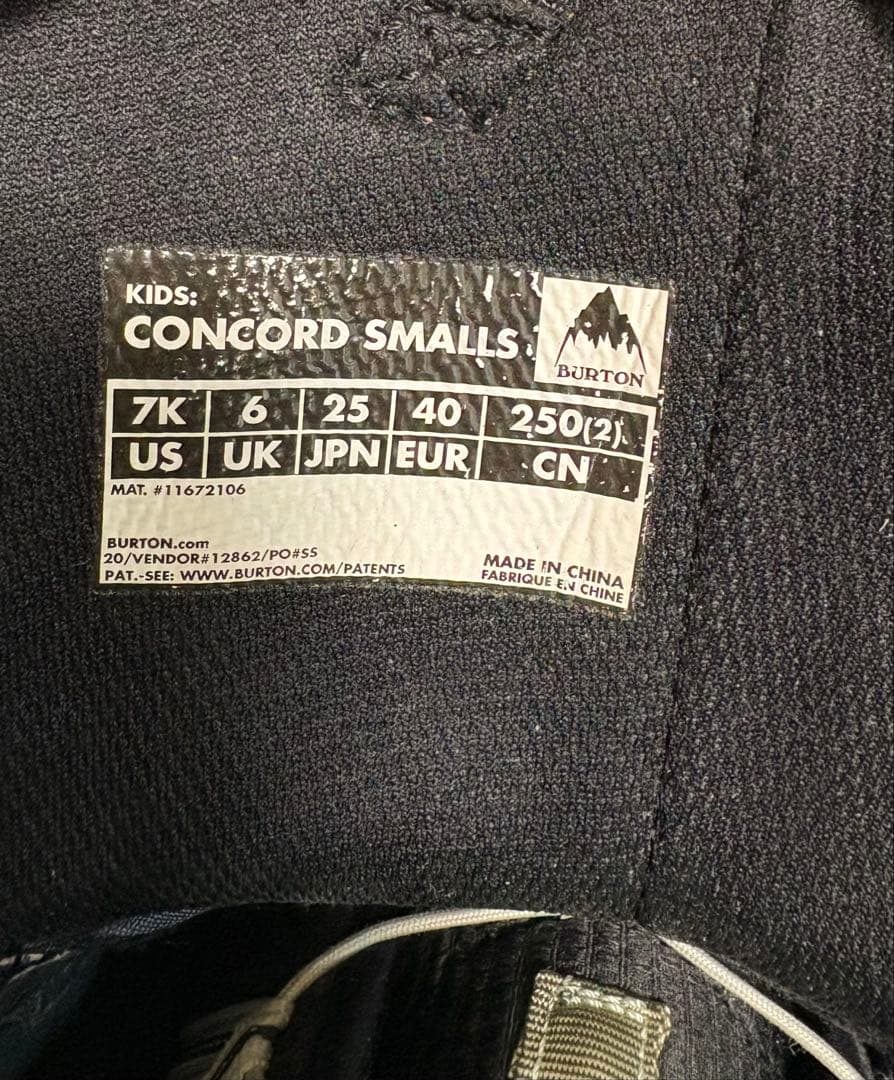 KIDS:
CONCORD SMALLS
BURTON
7K 6 25 40 250(2)
US UK JPN EUR CN
MAT. #11672106
BURTON.com
20/VENDOR#12862/PO#SS
PAT.-SEE: WWW.BURTON.COM/PATENTS
MADE IN CHINA
FABRIQUE EN CHINE